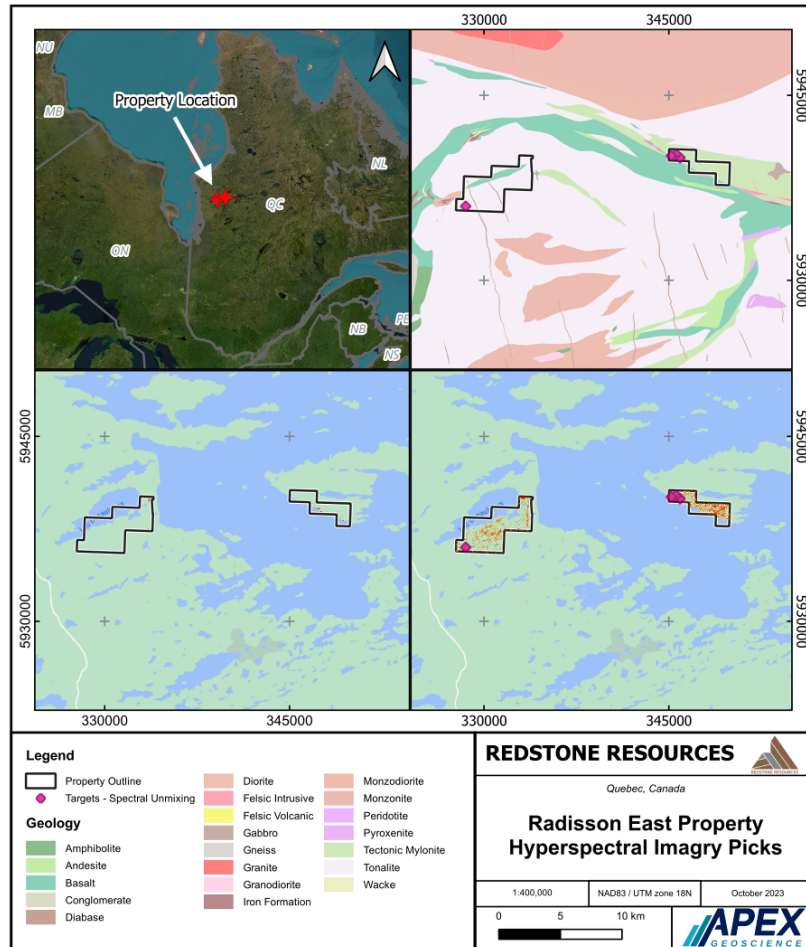 330000
345000
NU
MB
ON
QC
NL
NB
PE
NS
Property Location
5945000
5930000
5945000
5930000
5945000
5930000
330000
345000
330000
345000
Legend
Property Outline
Targets - Spectral Unmixing
Geology
Amphibolite
Andesite
Basalt
Conglomerate
Diabase
Diorite
Felsic Intrusive
Felsic Volcanic
Gabbro
Gneiss
Granite
Granodiorite
Iron Formation
Monzodiorite
Monzonite
Peridotite
Pyroxenite
Tectonic Mylonite
Tonalite
Wacke
REDSTONE RESOURCES
REDSTONE RESOURCES
Quebec, Canada
Radisson East Property
Hyperspectral Imagry Picks
1:400,000
NAD83 / UTM zone 18N
October 2023
0 5 10 km
APEX
GEOSCIENCE